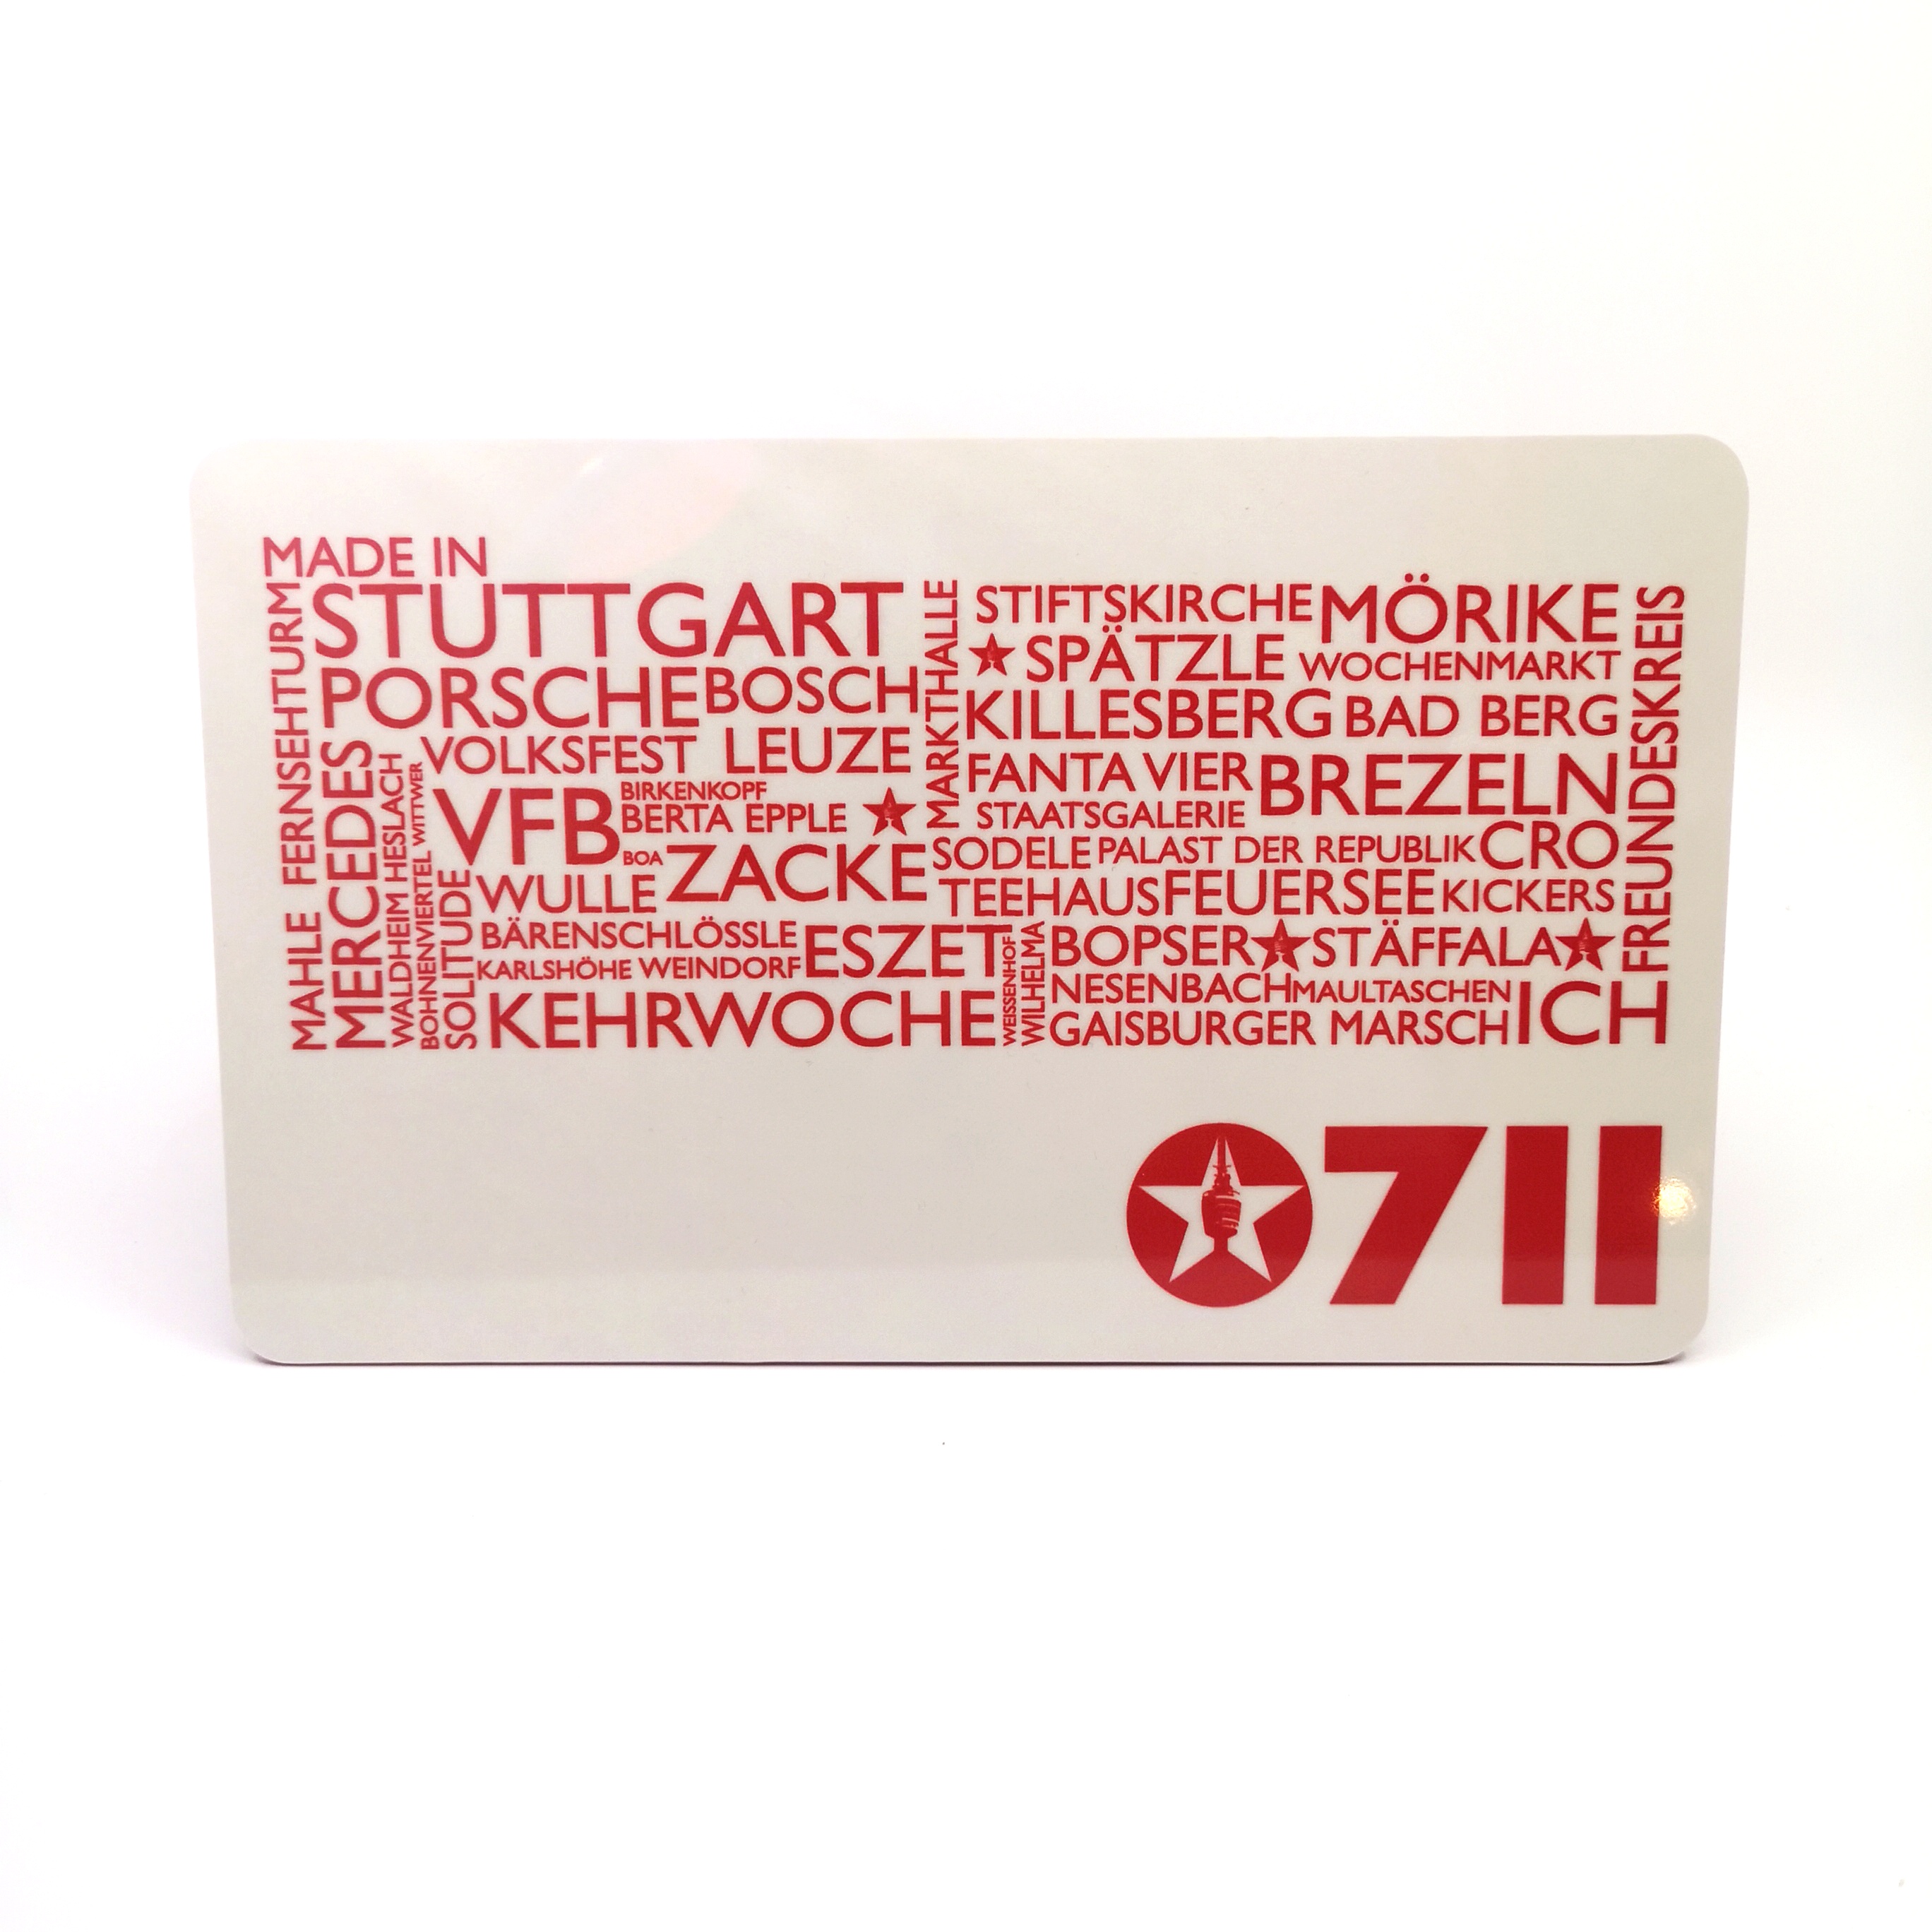 MADE IN
STUTTGART
PORSCHE BOSCH
VOLKSFEST LEUZE
VFB
BIRKENKOPF
BERTA EPPLE
BOA ZACKE
WULLE
BÄRENSCHLÖSSLE
KARLSHÖHE WEINDORF
ESZET
KEHRWOCHE
MAHLE FERNSEHTURM
MERCEDES
WALDHEIM HESLACH
BOHNENVIERTEL WITTWER
SOLITUDE
MARKTHALLE
STIFTSKIRCHE MÖRIKE
SPÄTZLE WOCHENMARKT
KILLESBERG BAD BERG
FANTA VIER BREZELN
STAATSGALERIE
SODELE PALAST DER REPUBLIK CRO
TEEHAUS FEUERSEE KICKERS
BOPSER STÄFFALA
NESENBACH MAULTASCHEN
GAISBURGER MARSCH ICH
WEISSENHOF
WILHELMA
FREUNDESKREIS
0711